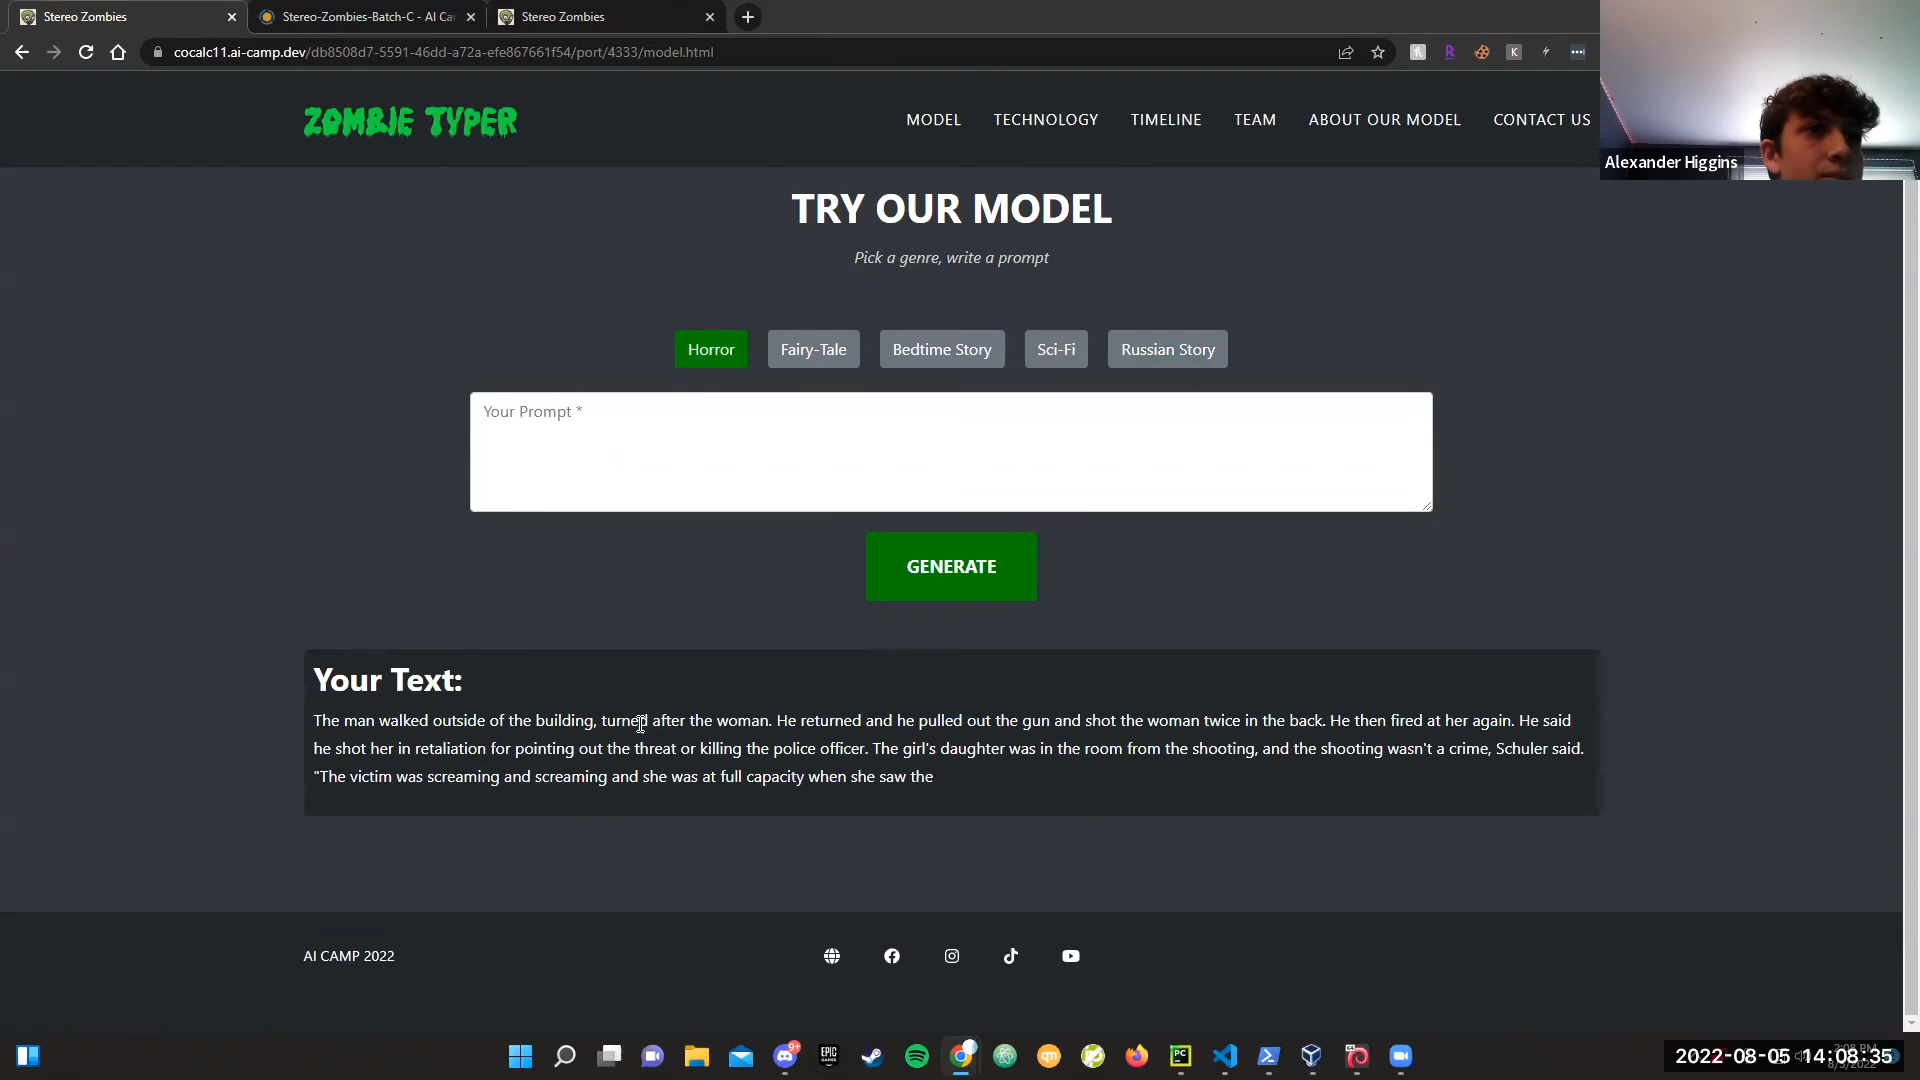 Stereo Zombies
Stereo-Zombies-Batch-C - AI Car
Stereo Zombies
cocalc11.ai-camp.dev/db8508d7-5591-46dd-a72a-efe867661f54/port/4333/model.html
ZOMBIE TYPER
MODEL TECHNOLOGY TIMELINE TEAM ABOUT OUR MODEL CONTACT US
Alexander Higgins
TRY OUR MODEL
Pick a genre, write a prompt
Horror Fairy-Tale Bedtime Story Sci-Fi Russian Story
Your Prompt *
GENERATE
Your Text:
The man walked outside of the building, turned after the woman. He returned and he pulled out the gun and shot the woman twice in the back. He then fired at her again. He said
he shot her in retaliation for pointing out the threat or killing the police officer. The girl's daughter was in the room from the shooting, and the shooting wasn't a crime, Schuler said.
"The victim was screaming and screaming and she was at full capacity when she saw the
AI CAMP 2022
9+
EPIC
GAMES
qm
PC
2022-08-05 14:08:35